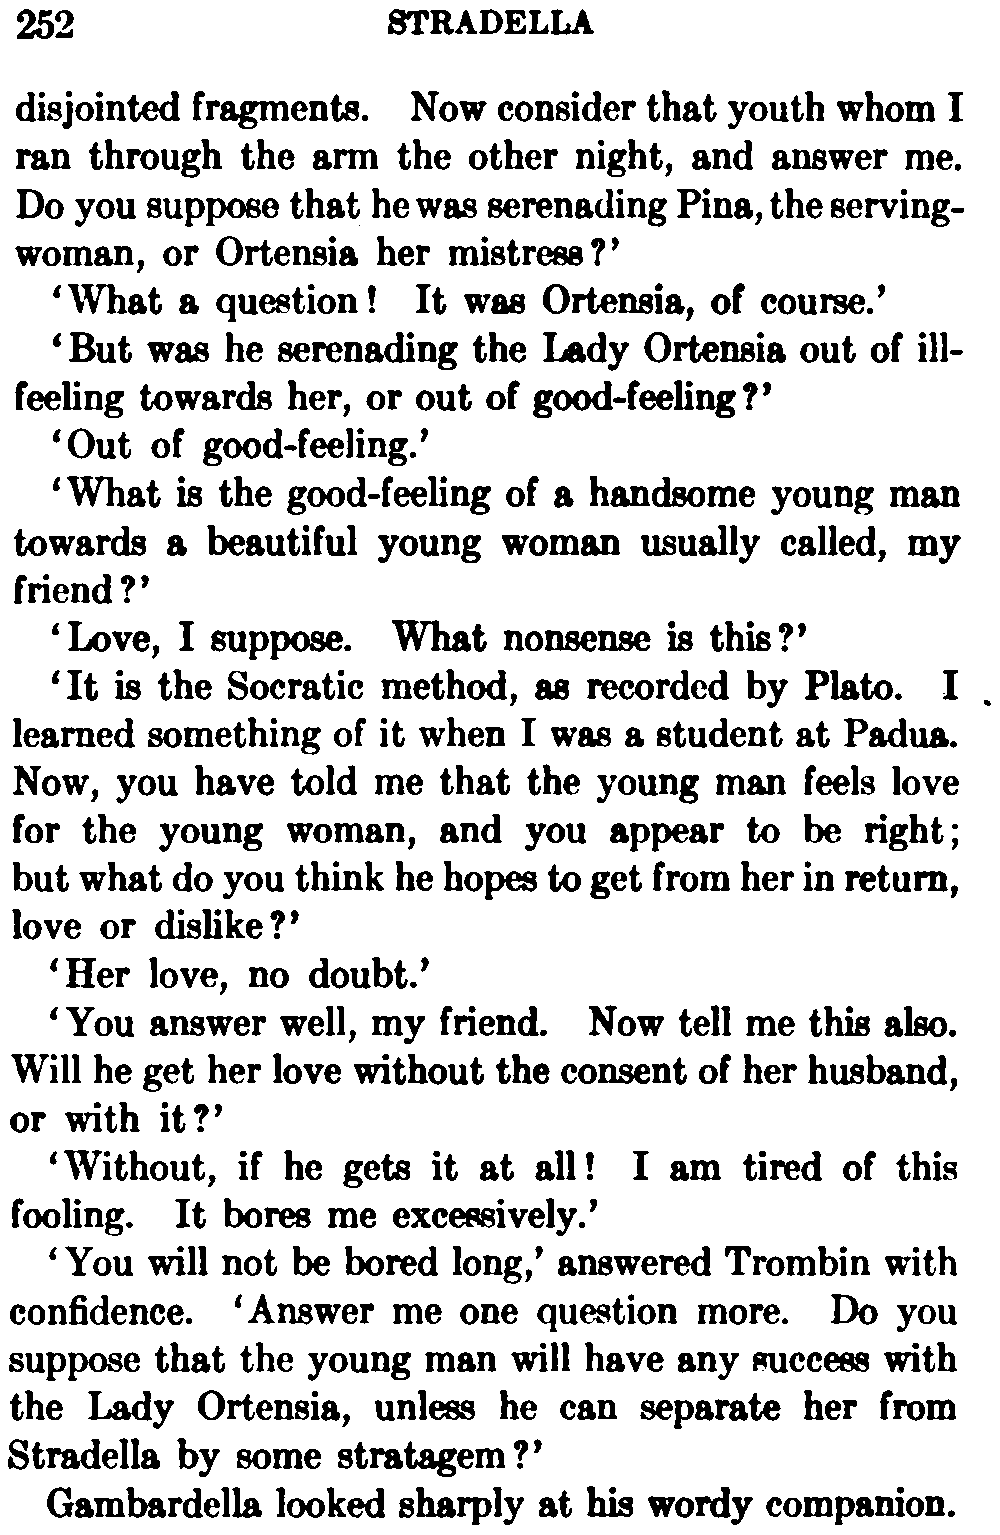 252 STRADELLA
disjointed fragments. Now consider that youth whom I
ran through the arm the other night, and answer me.
Do you suppose that he was serenading Pina, the serving-
woman, or Ortensia her mistress?'
'What a question! It was Ortensia, of course.'
'But was he serenading the Lady Ortensia out of ill-
feeling towards her, or out of good-feeling?'
'Out of good-feeling.'
'What is the good-feeling of a handsome young man
towards a beautiful young woman usually called, my
friend?'
'Love, I suppose. What nonsense is this?'
'It is the Socratic method, as recorded by Plato. I
learned something of it when I was a student at Padua.
Now, you have told me that the young man feels love
for the young woman, and you appear to be right;
but what do you think he hopes to get from her in return,
love or dislike?'
'Her love, no doubt.'
'You answer well, my friend. Now tell me this also.
Will he get her love without the consent of her husband,
or with it?'
'Without, if he gets it at all! I am tired of this
fooling. It bores me excessively.'
'You will not be bored long,' answered Trombin with
confidence. 'Answer me one question more. Do you
suppose that the young man will have any success with
the Lady Ortensia, unless he can separate her from
Stradella by some stratagem?'
Gambardella looked sharply at his wordy companion.